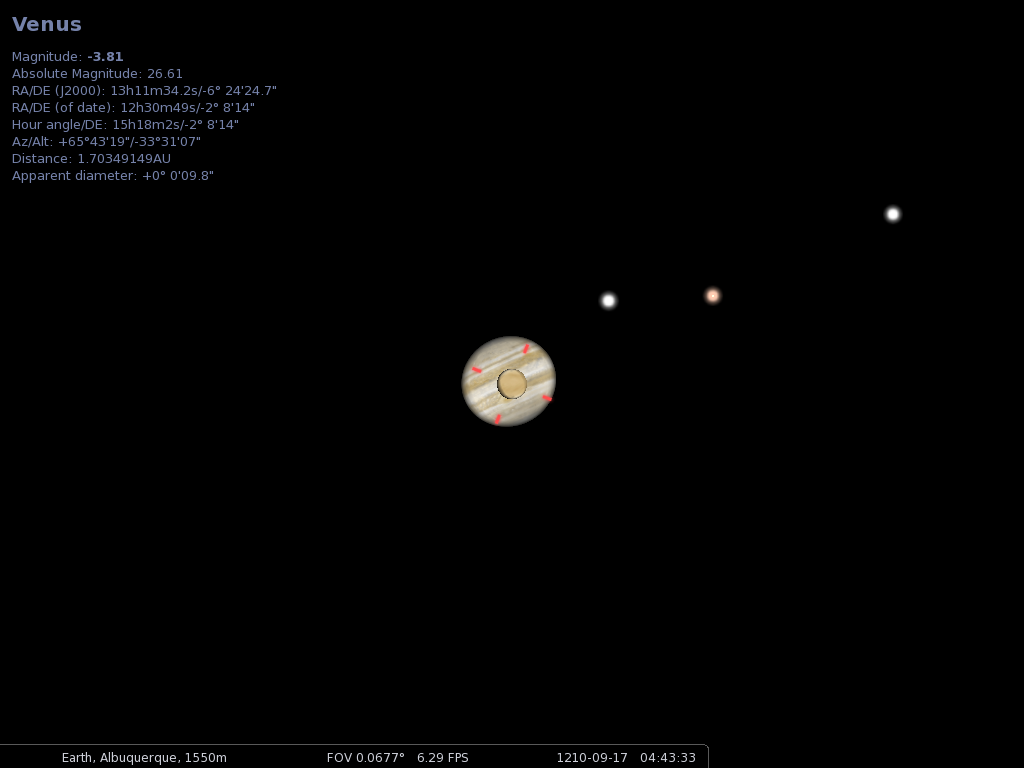 Venus
Magnitude: -3.81
Absolute Magnitude: 26.61
RA/DE (J2000): 13h11m34.2s/-6° 24'24.7"
RA/DE (of date): 12h30m49s/-2° 8'14"
Hour angle/DE: 15h18m2s/-2° 8'14"
Az/Alt: +65°43'19"/-33°31'07"
Distance: 1.70349149AU
Apparent diameter: +0° 0'09.8"
Earth, Albuquerque, 1550m FOV 0.0677° 6.29 FPS 1210-09-17 04:43:33